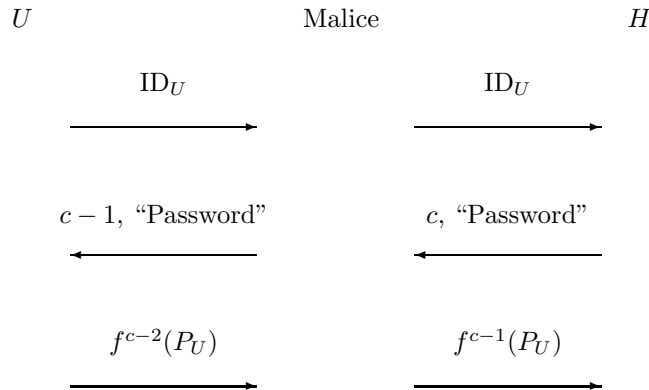 U Malice H
ID_U ID_U
c − 1, “Password” c, “Password”
f^{c−2}(P_U) f^{c−1}(P_U)